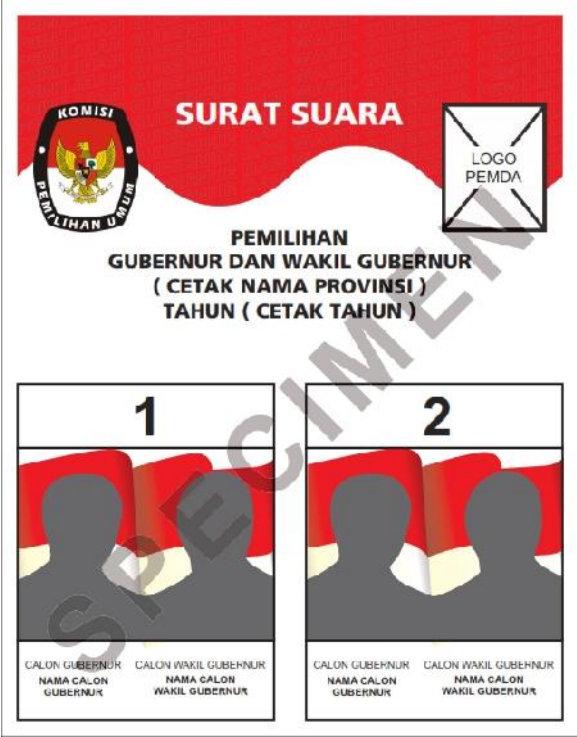 SURAT SUARA
KOMISI
PEMILIHAN UMUM
LOGO
PEMDA
PEMILIHAN
GUBERNUR DAN WAKIL GUBERNUR
( CETAK NAMA PROVINSI )
TAHUN ( CETAK TAHUN )
SPECIMEN
1
2
CALON GUBERNUR CALON WAKIL GUBERNUR
NAMA CALON NAMA CALON
GUBERNUR WAKIL GUBERNUR
CALON GUBERNUR CALON WAKIL GUBERNUR
NAMA CALON NAMA CALON
GUBERNUR WAKIL GUBERNUR